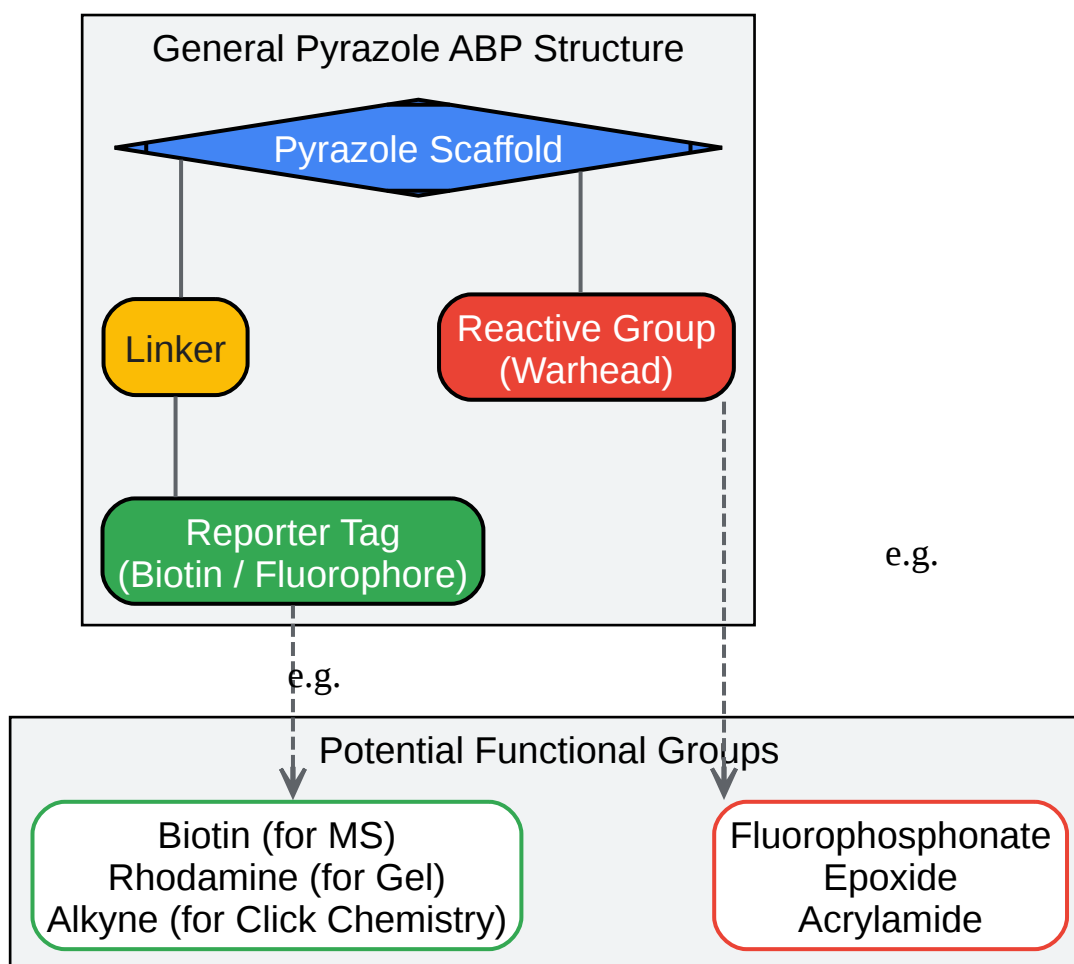 General Pyrazole ABP Structure
Pyrazole Scaffold
Linker
Reactive Group
(Warhead)
Reporter Tag
(Biotin / Fluorophore)
e.g.
e.g.
Potential Functional Groups
Biotin (for MS)
Rhodamine (for Gel)
Alkyne (for Click Chemistry)
Fluorophosphonate
Epoxide
Acrylamide